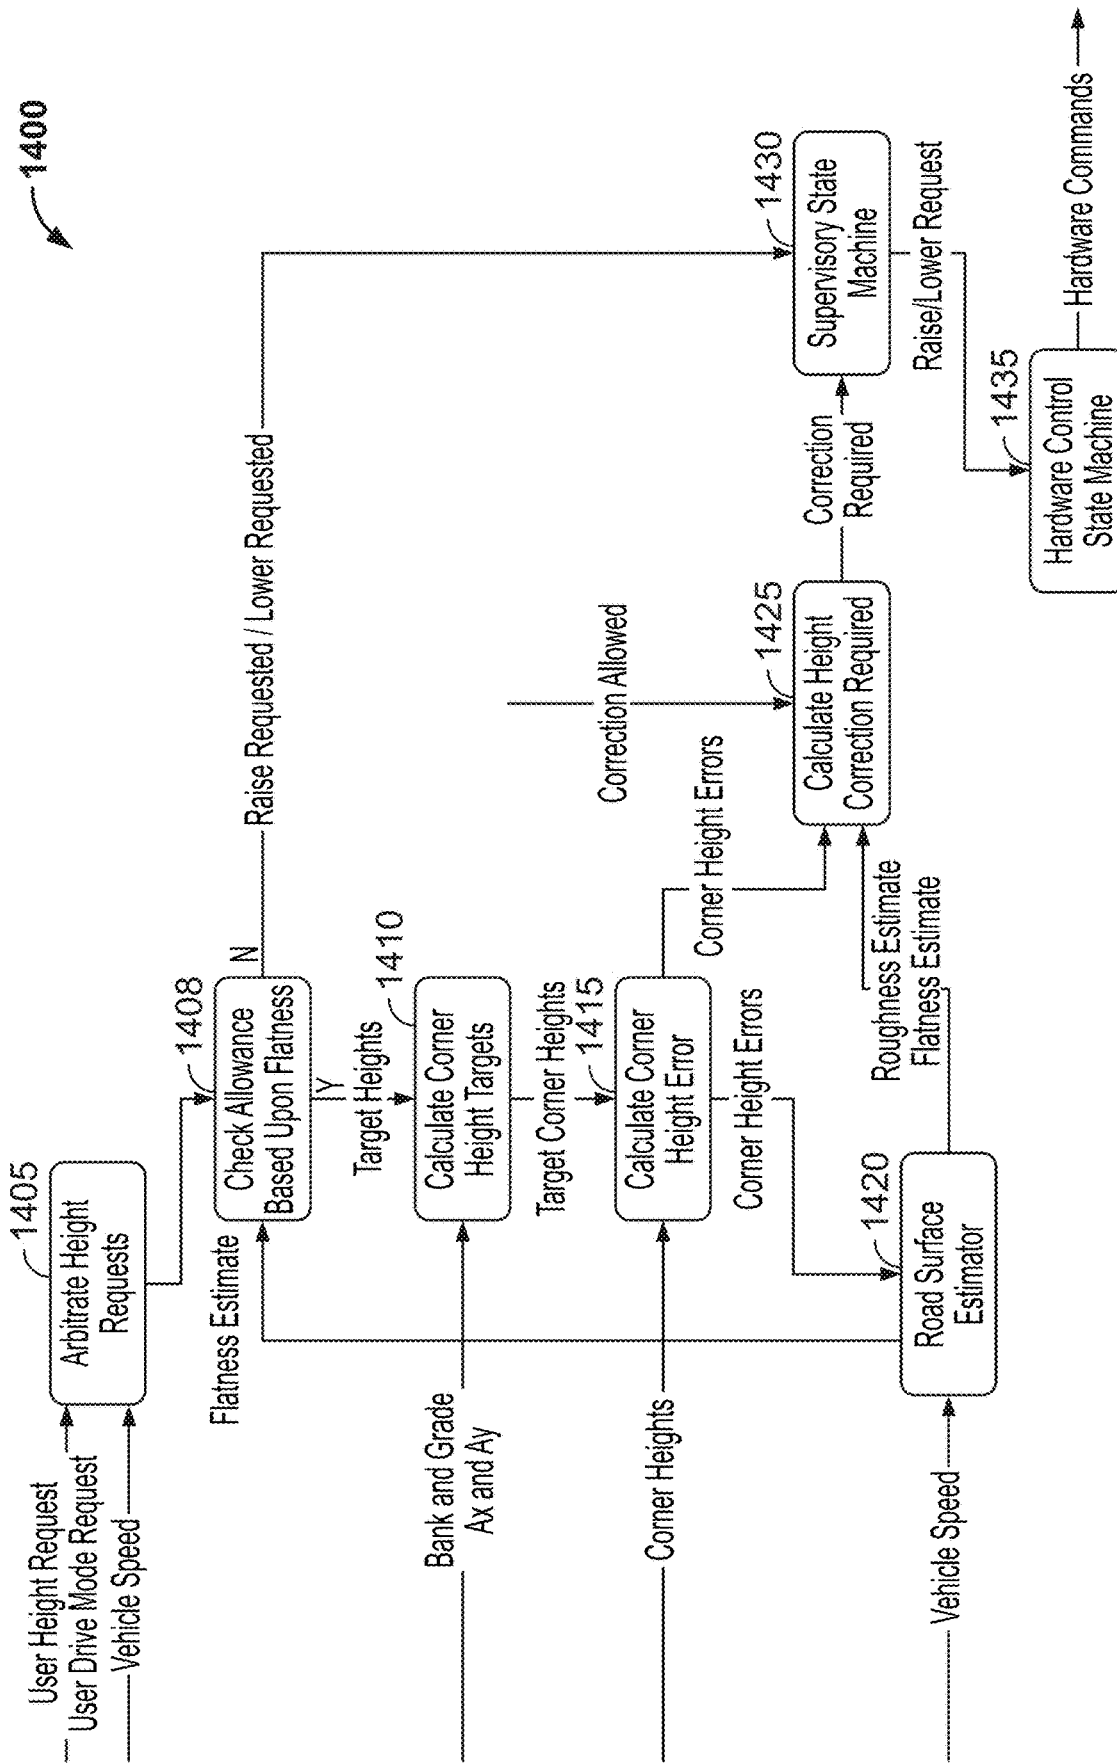 1400
User Height Request
User Drive Mode Request
Vehicle Speed
1405
Arbitrate Height
Requests
Flatness Estimate
1408
Check Allowance
Based Upon Flatness
N
Raise Requested / Lower Requested
Y
Target Heights
Bank and Grade
Ax and Ay
1410
Calculate Corner
Height Targets
Target Corner Heights
Corner Heights
1415
Calculate Corner
Height Error
Corner Height Errors
Corner Height Errors
Correction Allowed
Vehicle Speed
1420
Road Surface
Estimator
Roughness Estimate
Flatness Estimate
1425
Calculate Height
Correction Required
Correction
Required
1430
Supervisory State
Machine
Raise/Lower Request
1435
Hardware Control
State Machine
Hardware Commands